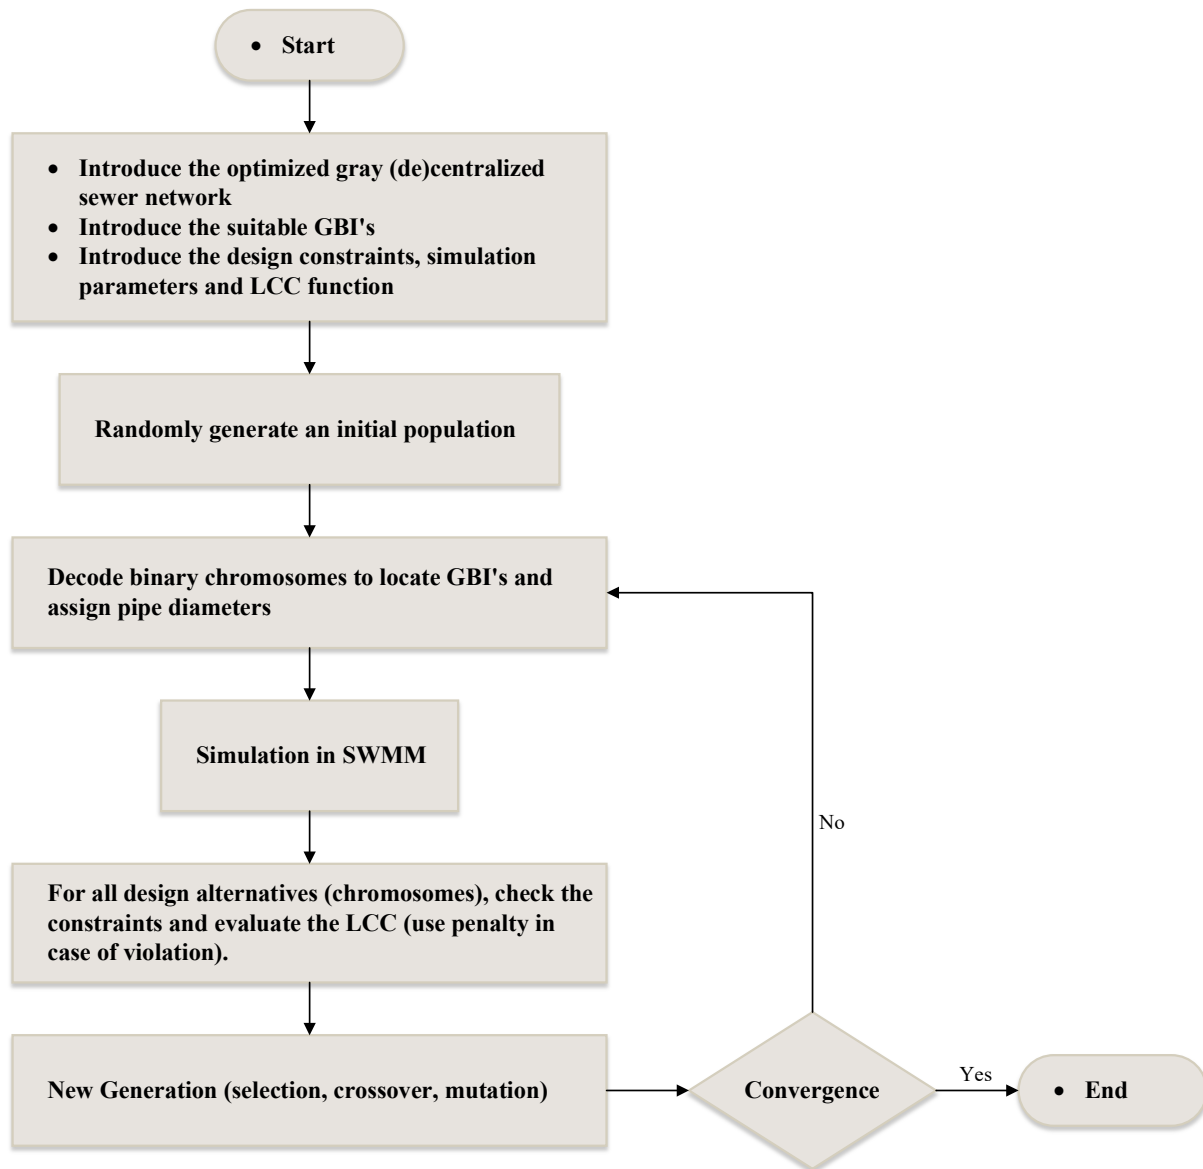 • Start
• Introduce the optimized gray (de)centralized
sewer network
• Introduce the suitable GBI's
• Introduce the design constraints, simulation
parameters and LCC function
Randomly generate an initial population
Decode binary chromosomes to locate GBI's and
assign pipe diameters
Simulation in SWMM
No
For all design alternatives (chromosomes), check the
constraints and evaluate the LCC (use penalty in
case of violation).
New Generation (selection, crossover, mutation)
Convergence
Yes
• End